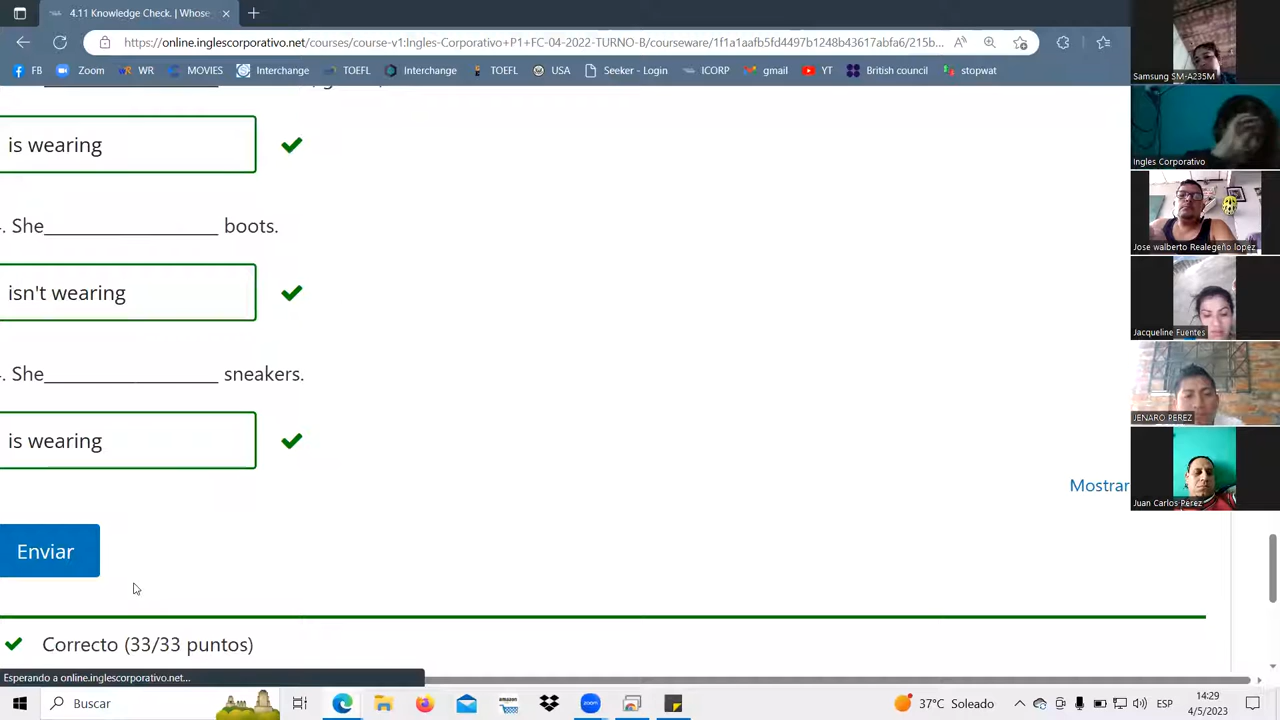 4.11 Knowledge Check. | Whose
https://online.inglescorporativo.net/courses/course-v1:Ingles-Corporativo+P1+FC-04-2022-TURNO-B/courseware/1f1a1aafb5fd4497b1248b43617abfa6/215b...
FB Zoom WR MOVIES Interchange TOEFL Interchange TOEFL USA Seeker - Login ICORP gmail YT British council stopwat
is wearing
. She________________ boots.
isn't wearing
. She________________ sneakers.
is wearing
Mostrar
Enviar
Correcto (33/33 puntos)
Esperando a online.inglescorporativo.net...
Samsung SM-A235M
Ingles Corporativo
Jose walberto Realegeño lopez
Jacqueline Fuentes
JENARO PEREZ
Juan Carlos Perez
Buscar
amazon
zoom
37°C Soleado
ESP
14:29
4/5/2023